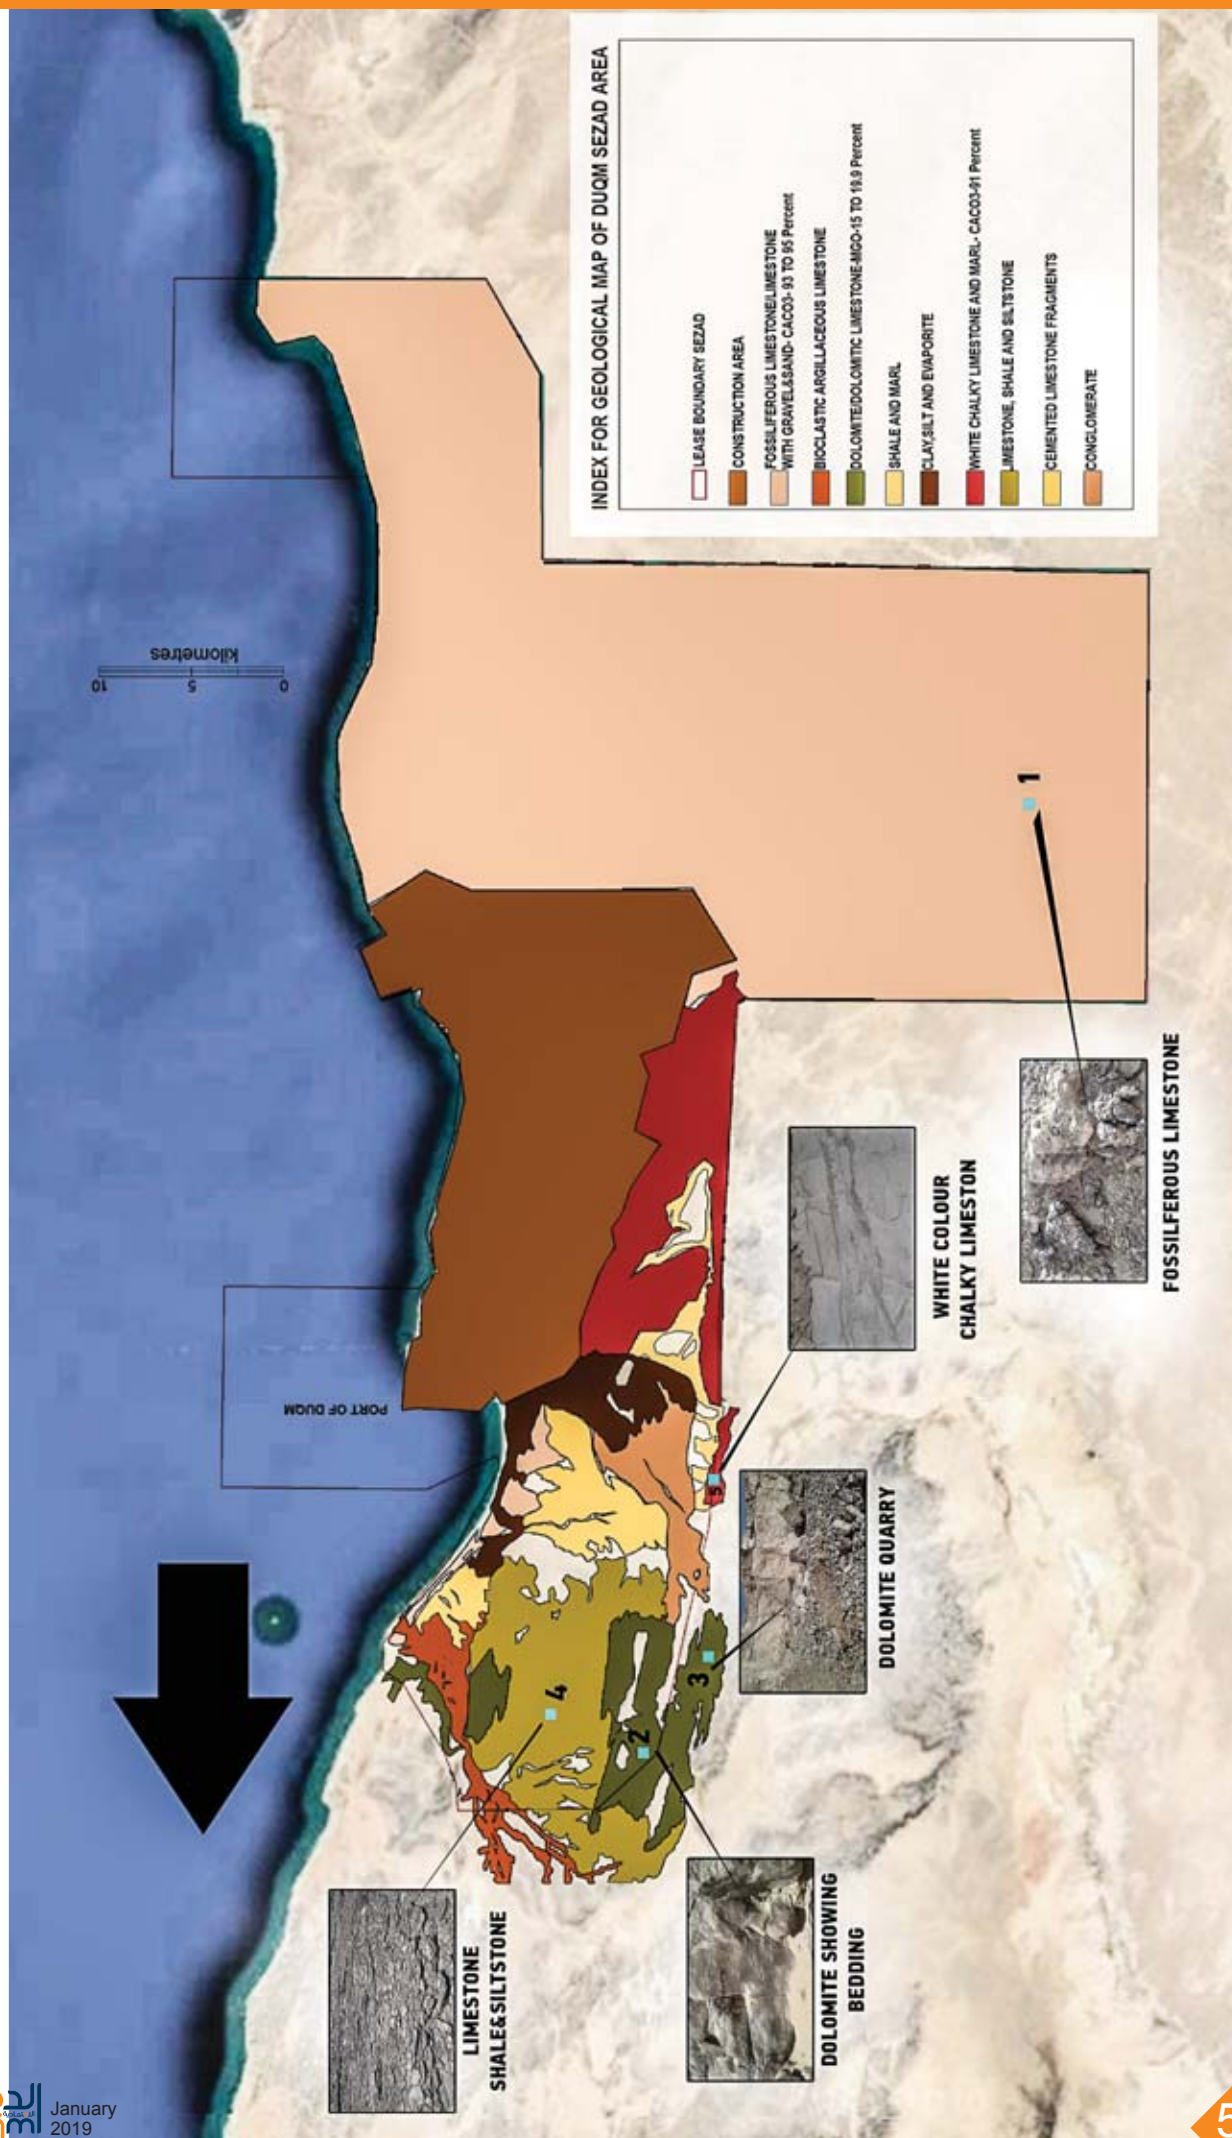 INDEX FOR GEOLOGICAL MAP OF DUQM SEZAD AREA
LEASE BOUNDARY SEZAD
CONSTRUCTION AREA
FOSSILIFEROUS LIMESTONE/LIMESTONE
WITH GRAVEL&SAND- CACO3- 93 TO 95 Percent
BIOCLASTIC ARGILLACEOUS LIMESTONE
DOLOMITE/DOLOMITIC LIMESTONE-MGO-15 TO 19.9 Percent
SHALE AND MARL
CLAY,SILT AND EVAPORITE
WHITE CHALKY LIMESTONE AND MARL- CACO3-91 Percent
LIMESTONE, SHALE AND SILTSTONE
CEMENTED LIMESTONE FRAGMENTS
CONGLOMERATE
0 5 10
kilometres
PORT OF DUQM
1
2
3
4
5
LIMESTONE
SHALE&SILTSTONE
DOLOMITE SHOWING
BEDDING
DOLOMITE QUARRY
WHITE COLOUR
CHALKY LIMESTON
FOSSILFEROUS LIMESTONE
January
2019
5